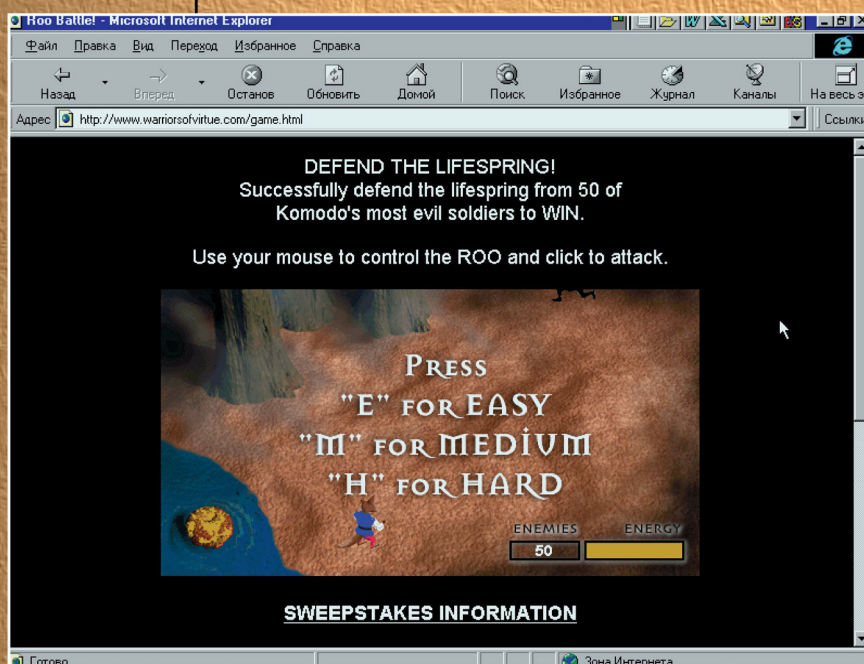 Roo Battle! - Microsoft Internet Explorer
Файл Правка Вид Переход Избранное Справка
Назад Вперед Останов Обновить Домой Поиск Избранное Журнал Каналы На весь э
Адрес http://www.warriorsofvirtue.com/game.html Ссылки
DEFEND THE LIFESPRING!
Successfully defend the lifespring from 50 of
Komodo's most evil soldiers to WIN.
Use your mouse to control the ROO and click to attack.
PRESS
"E" FOR EASY
"M" FOR MEDIUM
"H" FOR HARD
ENEMIES ENERGY
50
SWEEPSTAKES INFORMATION
Готово Зона Интернета